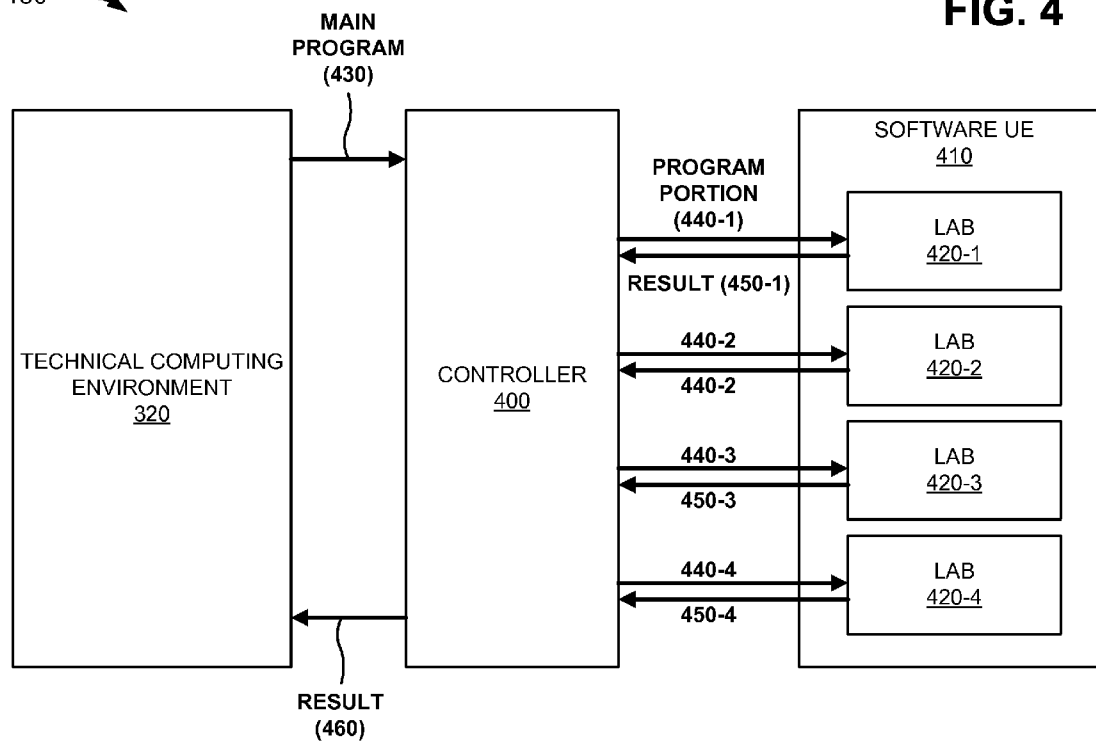 FIG. 4
MAIN
PROGRAM
(430)
TECHNICAL COMPUTING
ENVIRONMENT
320
CONTROLLER
400
SOFTWARE UE
410
PROGRAM
PORTION
(440-1)
RESULT (450-1)
LAB
420-1
440-2
440-2
LAB
420-2
440-3
450-3
LAB
420-3
440-4
450-4
LAB
420-4
RESULT
(460)